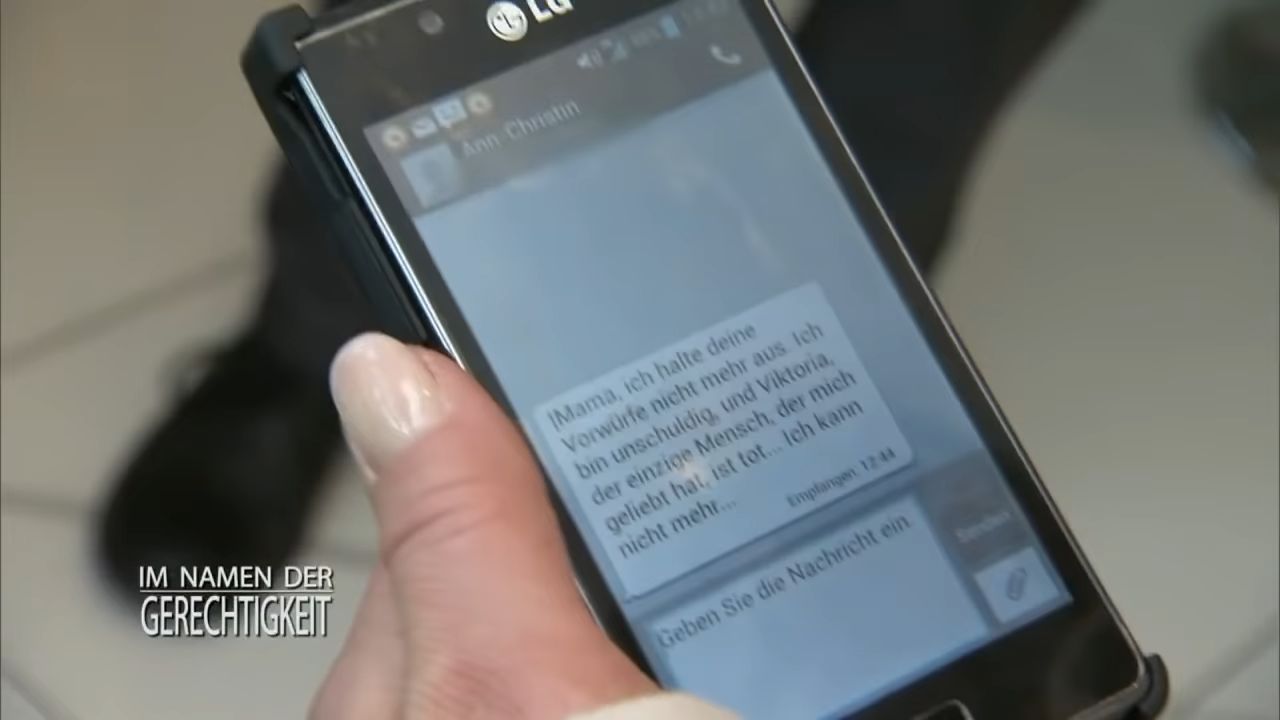 LG
Ann-Christin
Mama, ich halte deine
Vorwürfe nicht mehr aus. Ich
bin unschuldig, und Viktoria,
der einzige Mensch, der mich
geliebt hat, ist tot... Ich kann
nicht mehr...
Empfangen, 12:44
Geben Sie die Nachricht ein
Senden
IM NAMEN DER
GERECHTIGKEIT